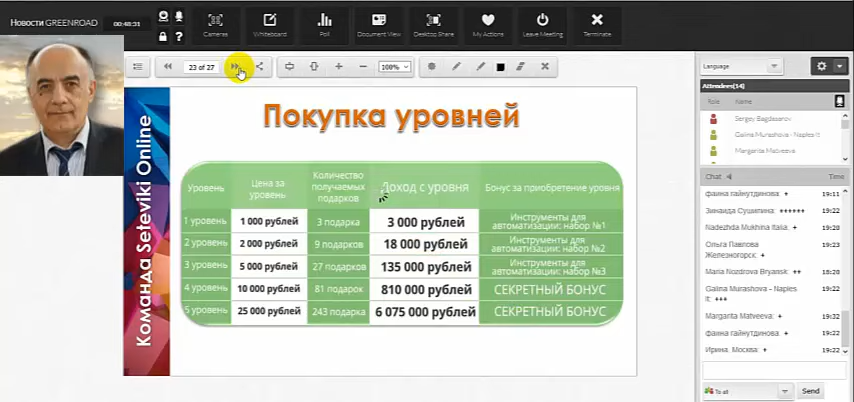 Новости GREENROAD
00:48:31
Cameras
Whiteboard
Poll
Document View
Desktop Share
My Actions
Leave Meeting
Terminate
23 of 27
100%
Language
Команда Seteviki Online
Покупка уровней
Уровень
Цена за уровень
Количество получаемых подарков
Доход с уровня
Бонус за приобретение уровня
1 уровень 1 000 рублей 3 подарка 3 000 рублей Инструменты для автоматизации: набор №1
2 уровень 2 000 рублей 9 подарков 18 000 рублей Инструменты для автоматизации: набор №2
3 уровень 5 000 рублей 27 подарков 135 000 рублей Инструменты для автоматизации: набор №3
4 уровень 10 000 рублей 81 подарок 810 000 рублей СЕКРЕТНЫЙ БОНУС
5 уровень 25 000 рублей 243 подарка 6 075 000 рублей СЕКРЕТНЫЙ БОНУС
Attendees(14)
Role Name
Sergey Bagdasarov
Galina Murashova - Naples It
Margarita Matveeva
Chat Time
фаина гайнутдинова: + 19:11
Зинаида Сушилина: ++++++ 19:22
Nadezhda Mukhina Italia: + 19:20
Ольга Павлова 19:23
Железногорск: +
Maria Nozdrova Bryansk: ++ 18:20
Galina Murashova - Naples 19:22
It: +++
Margarita Matveeva: + 19:22
фаина гайнутдинова: + 19:22
Ирина, Москва: + 19:22
To all
Send